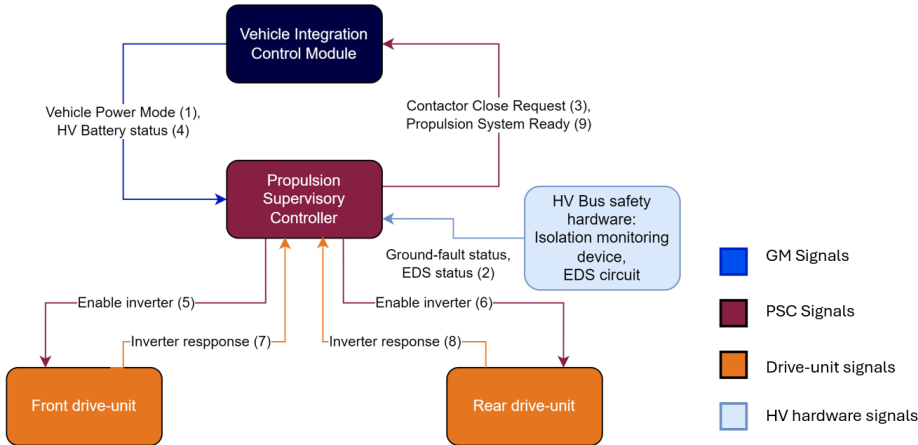 Vehicle Integration
Control Module
Vehicle Power Mode (1),
HV Battery status (4)
Contactor Close Request (3),
Propulsion System Ready (9)
Propulsion
Supervisory
Controller
HV Bus safety
hardware:
Isolation monitoring
device,
EDS circuit
Ground-fault status,
EDS status (2)
Enable inverter (5)
Enable inverter (6)
Inverter respponse (7)
Inverter response (8)
Front drive-unit
Rear drive-unit
GM Signals
PSC Signals
Drive-unit signals
HV hardware signals